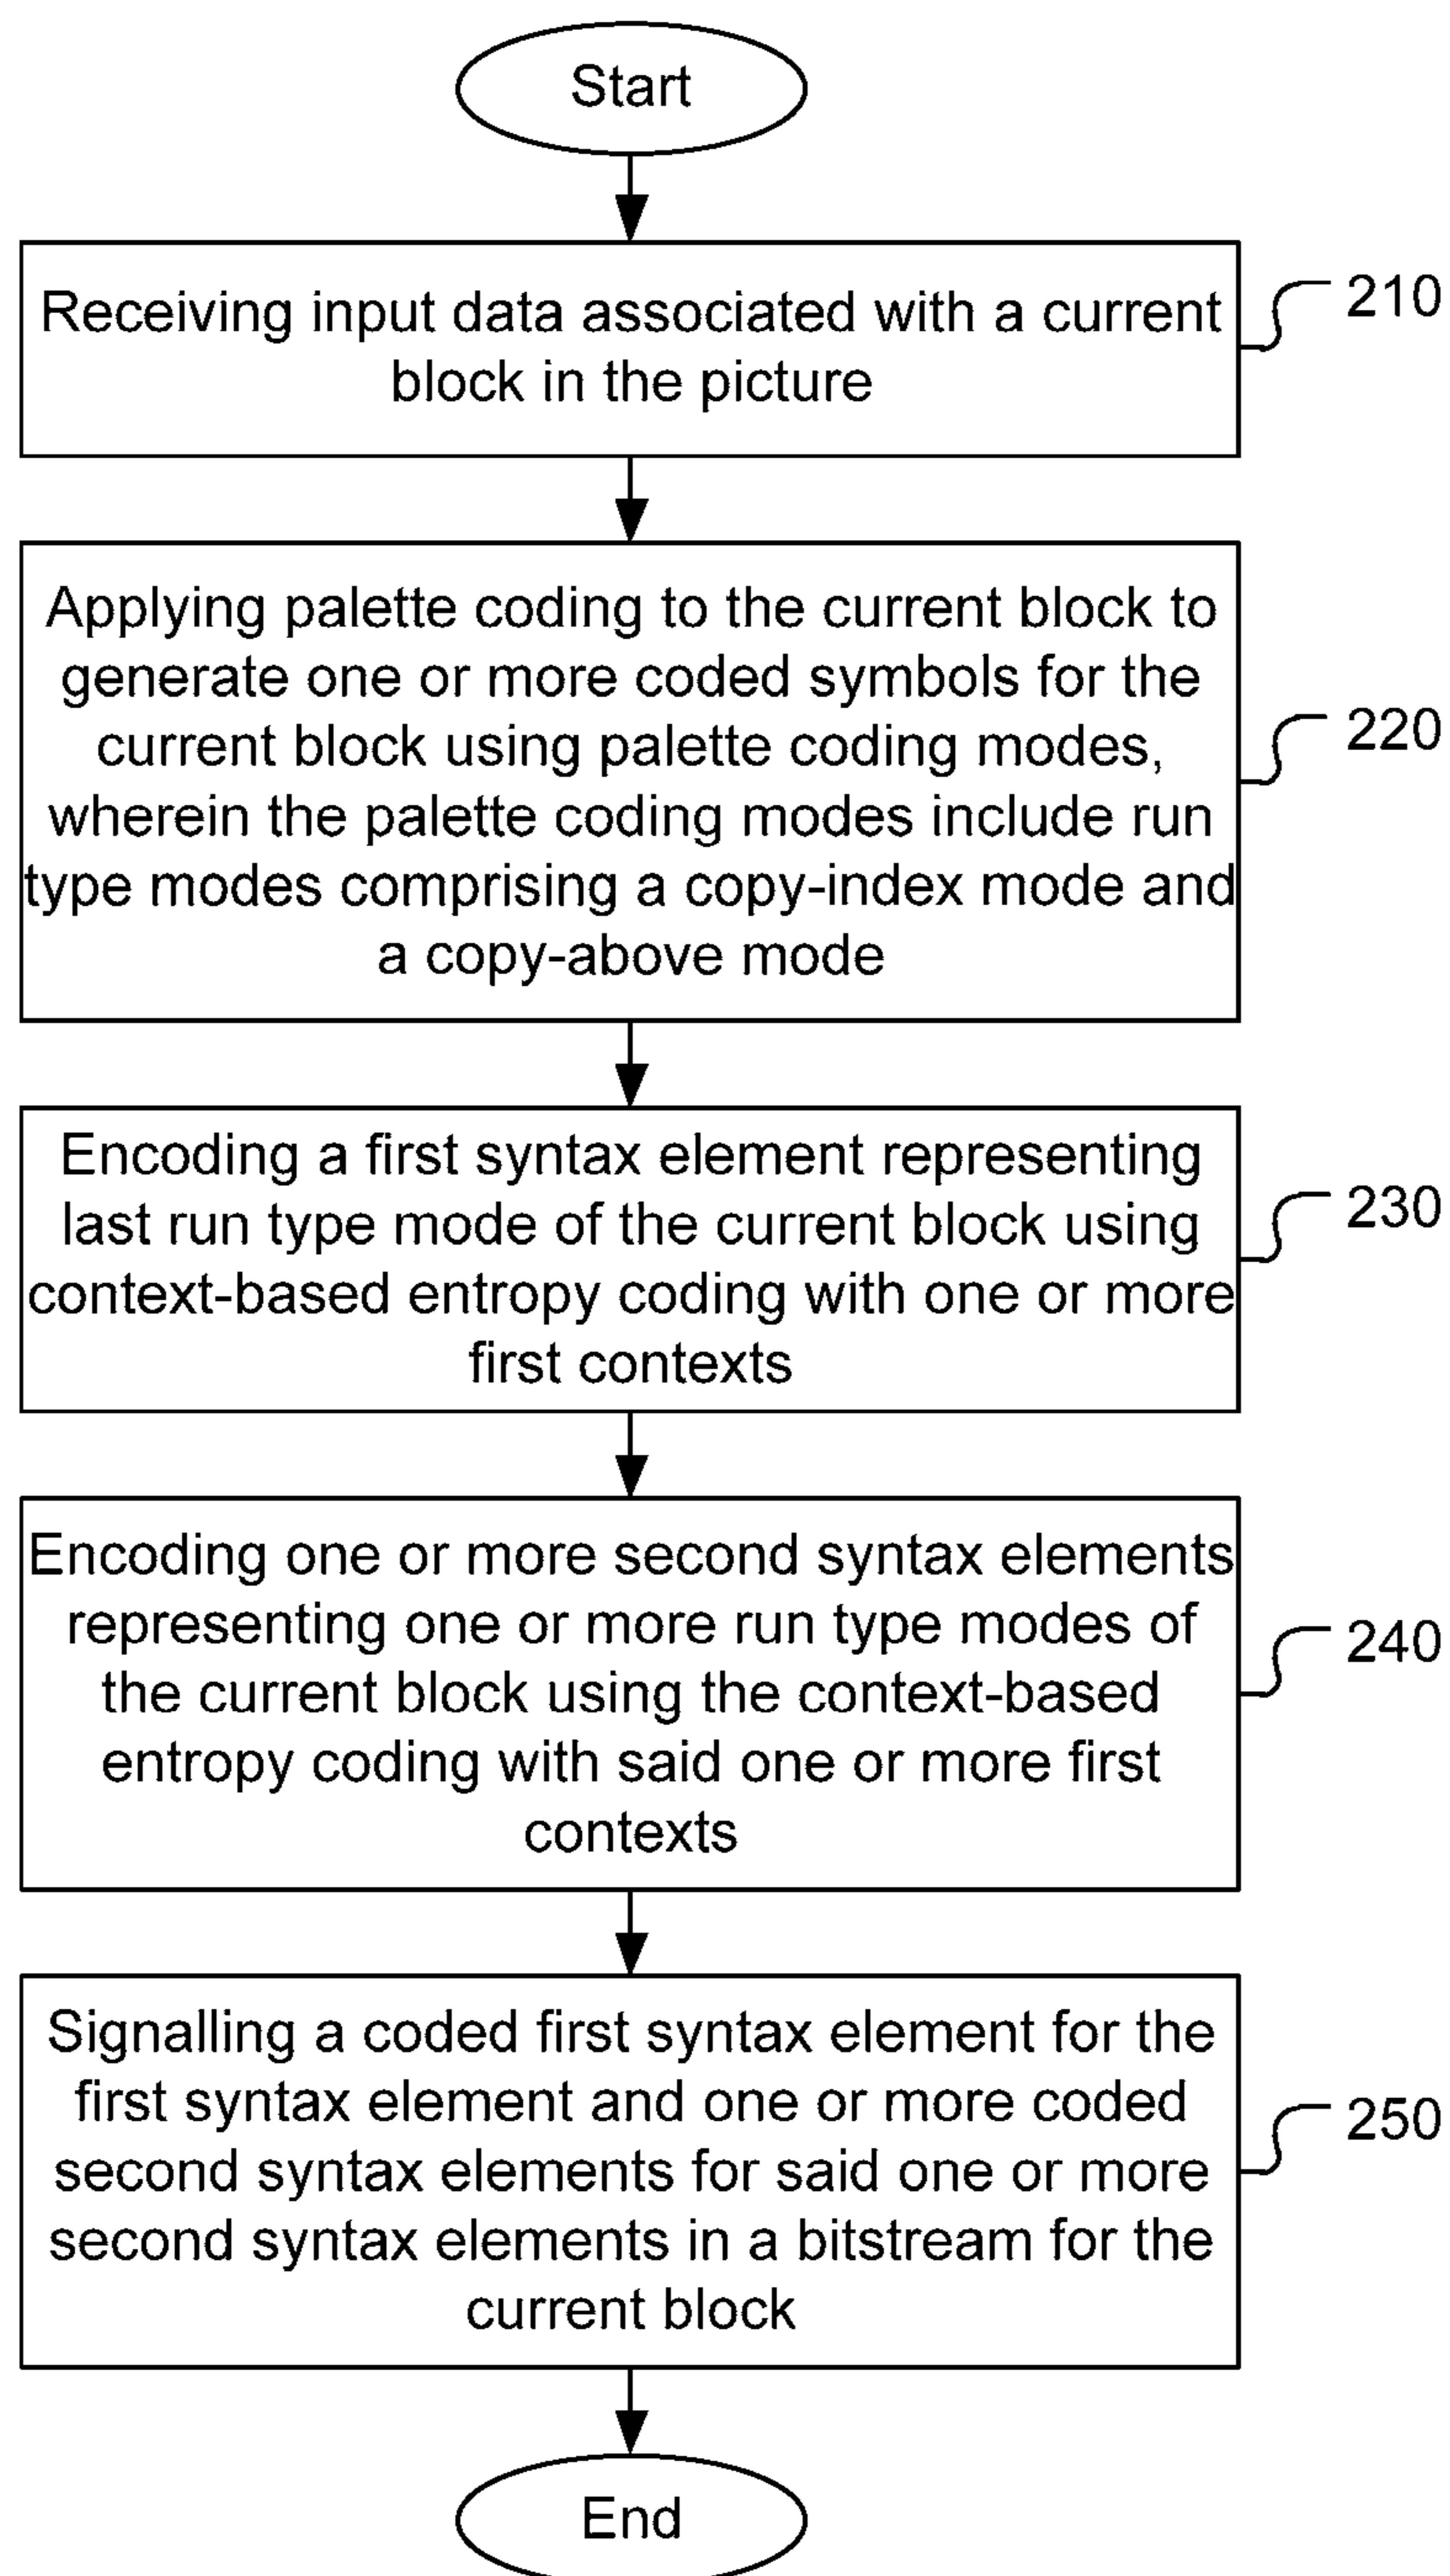 Start
Receiving input data associated with a current
block in the picture
210
Applying palette coding to the current block to
generate one or more coded symbols for the
current block using palette coding modes,
wherein the palette coding modes include run
type modes comprising a copy-index mode and
a copy-above mode
220
Encoding a first syntax element representing
last run type mode of the current block using
context-based entropy coding with one or more
first contexts
230
Encoding one or more second syntax elements
representing one or more run type modes of
the current block using the context-based
entropy coding with said one or more first
contexts
240
Signalling a coded first syntax element for the
first syntax element and one or more coded
second syntax elements for said one or more
second syntax elements in a bitstream for the
current block
250
End